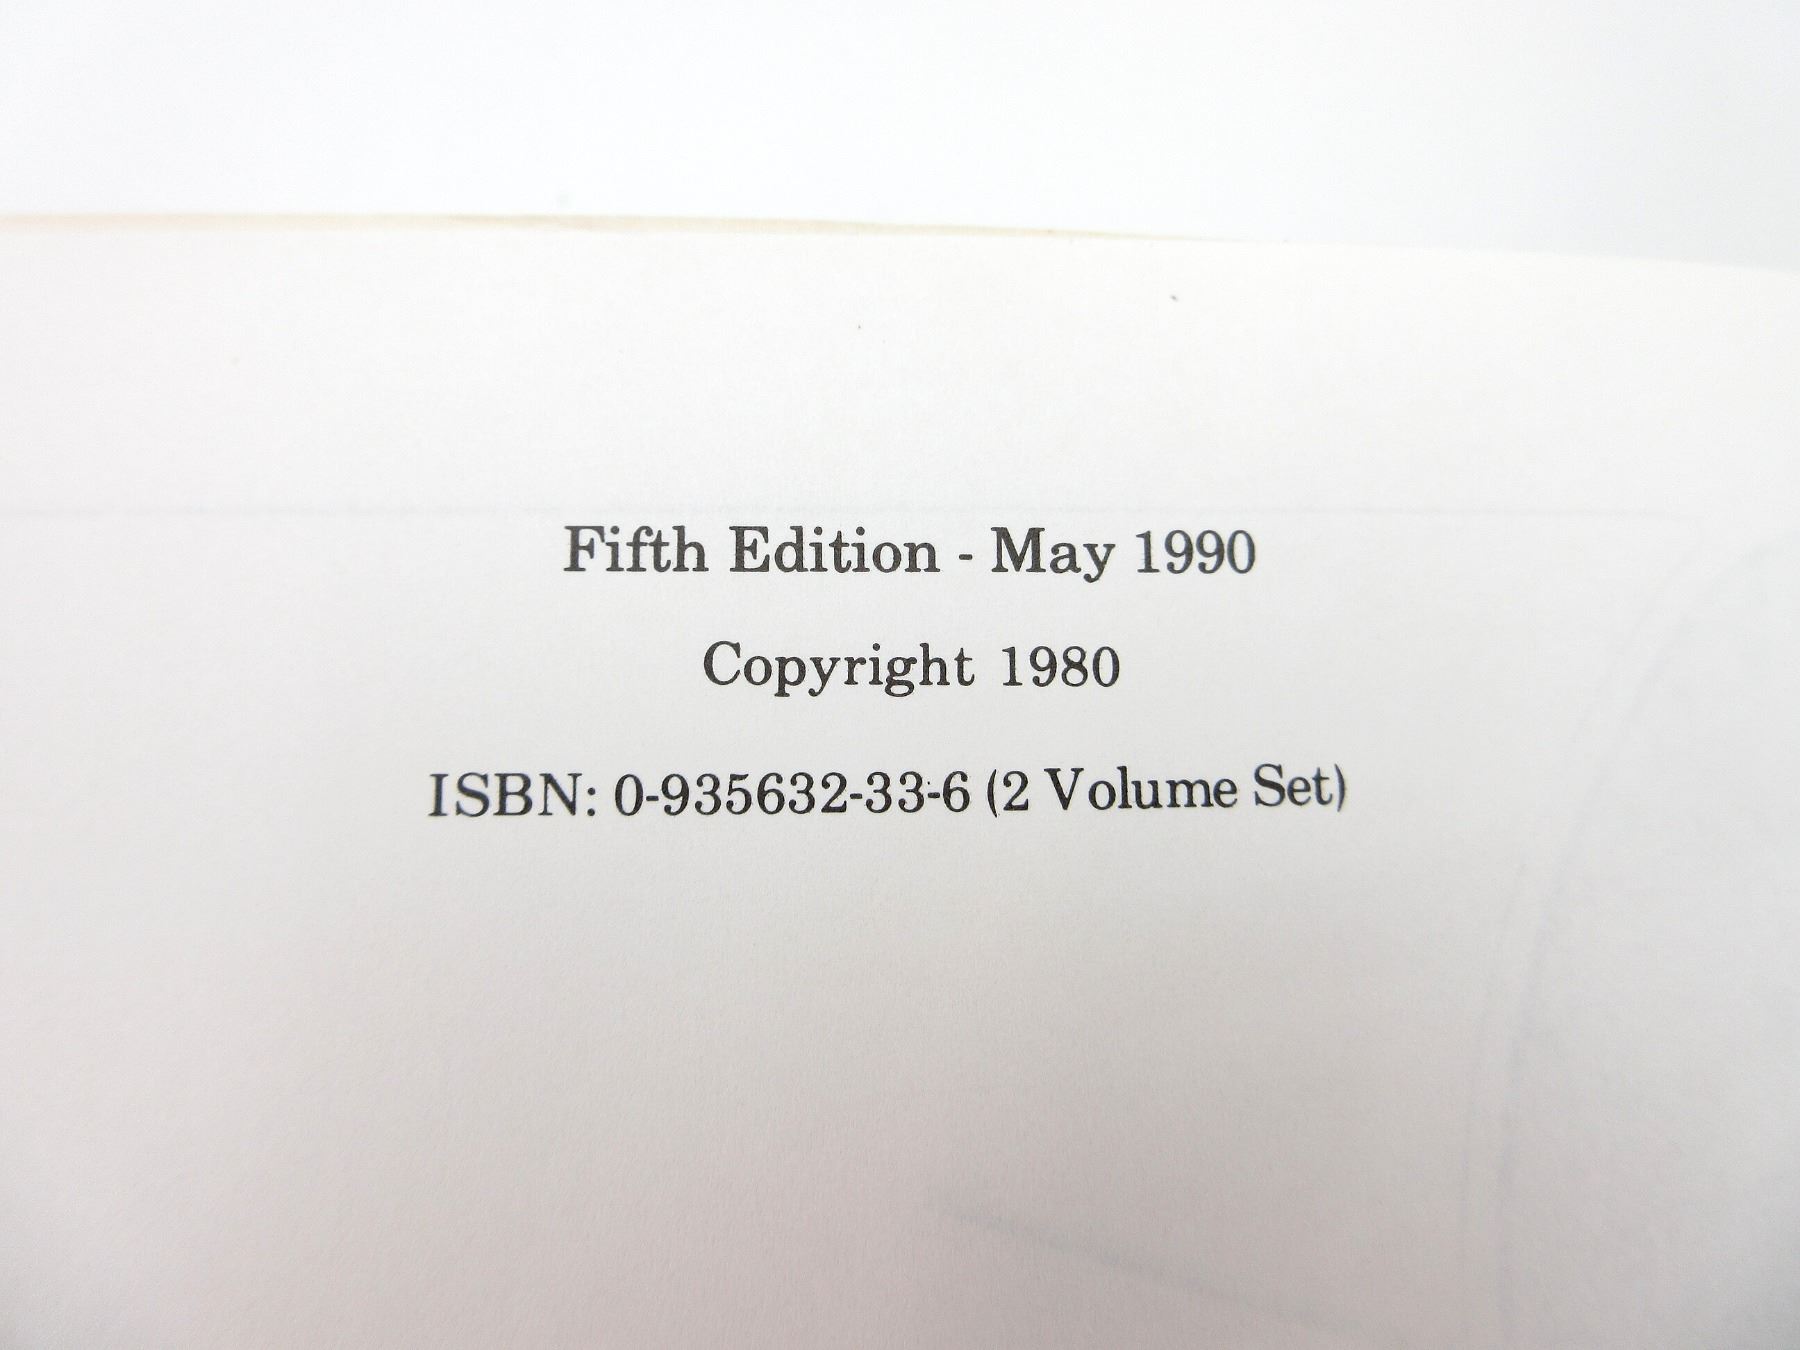 Fifth Edition - May 1990
Copyright 1980
ISBN: 0-935632-33-6 (2 Volume Set)